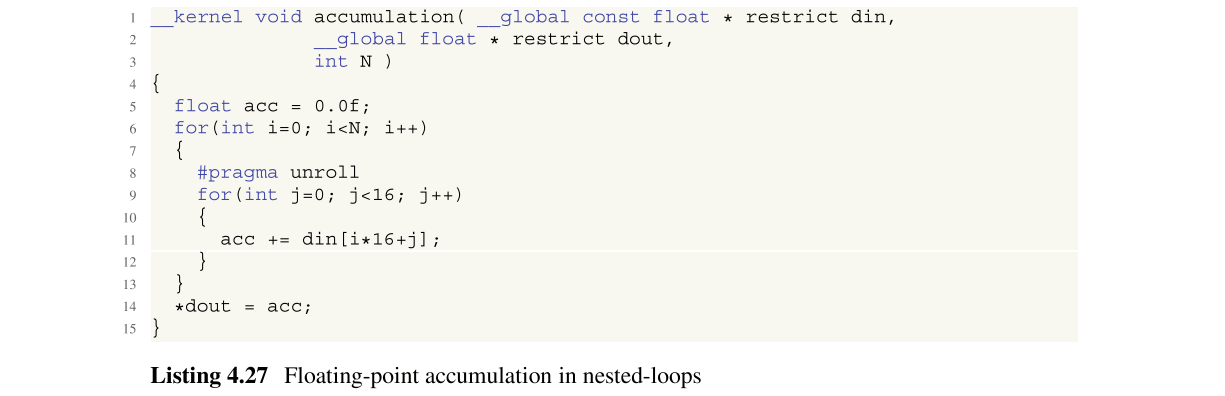 1 __kernel void accumulation( __global const float * restrict din,
2 __global float * restrict dout,
3 int N )
4 {
5 float acc = 0.0f;
6 for(int i=0; i<N; i++)
7 {
8 #pragma unroll
9 for(int j=0; j<16; j++)
10 {
11 acc += din[i*16+j];
12 }
13 }
14 *dout = acc;
15 }
Listing 4.27 Floating-point accumulation in nested-loops